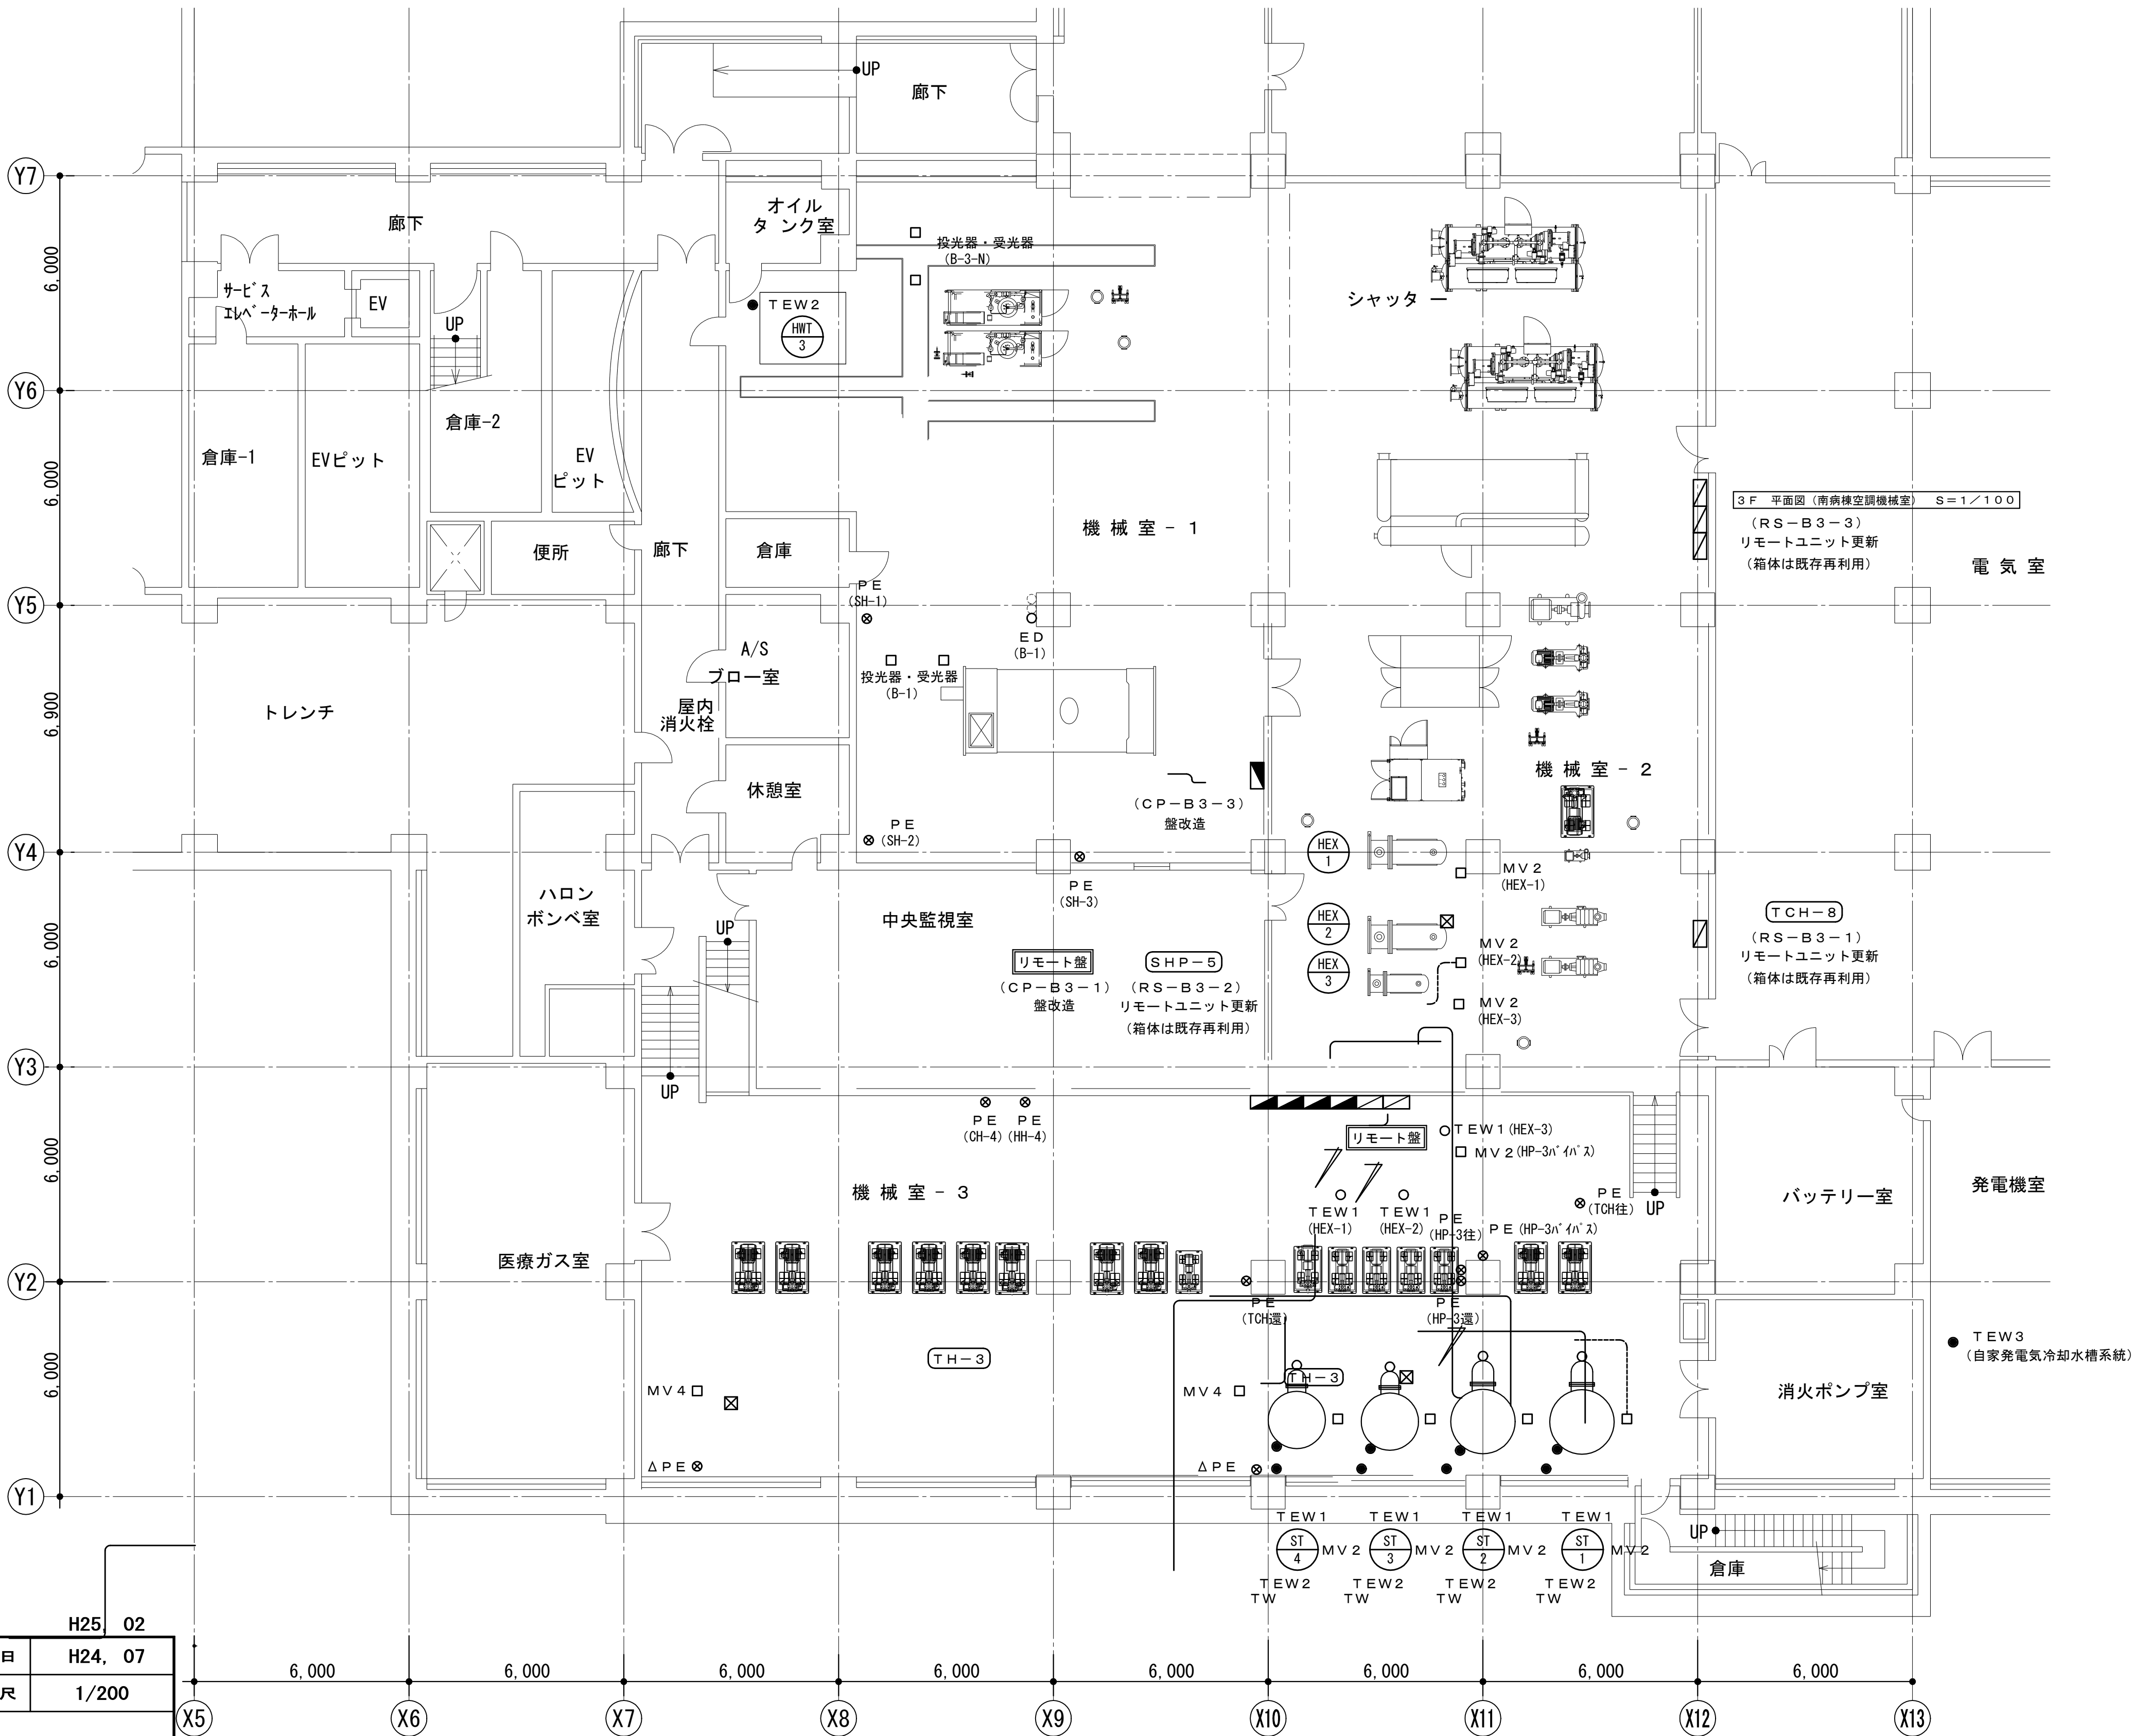 UP
廊下
Y7
オイル
タンク室
廊下
投光器・受光器
(B-3-N)
6,000
サービス
エレベーターホール
EV
TEW2
HWT
3
シャッター
UP
Y6
倉庫-2
倉庫-1
EVピット
EV
ピット
6,000
3F 平面図（南病棟空調機械室） S=1/100
機械室-1
(RS-B3-3)
リモートユニット更新
(箱体は既存再利用)
便所
廊下
倉庫
電気室
PE
(SH-1)
Y5
ED
(B-1)
A/S
ブロー室
投光器・受光器
(B-1)
6,900
トレンチ
屋内
消火栓
機械室-2
休憩室
(CP-B3-3)
盤改造
PE
(SH-2)
Y4
HEX
1
MV2
(HEX-1)
PE
(SH-3)
ハロン
ボンベ室
中央監視室
HEX
2
TCH-8
(RS-B3-1)
リモートユニット更新
(箱体は既存再利用)
UP
6,000
MV2
(HEX-2)
リモート盤
(CP-B3-1)
盤改造
SHP-5
(RS-B3-2)
リモートユニット更新
(箱体は既存再利用)
HEX
3
MV2
(HEX-3)
Y3
UP
PE
(CH-4)
PE
(HH-4)
リモート盤
TEW1(HEX-3)
MV2(HP-3バイパス)
6,000
機械室-3
TEW1
(HEX-1)
TEW1
(HEX-2)
PE
(HP-3往)
PE(HP-3バイパス)
PE
(TCH往)
UP
バッテリー室
発電機室
医療ガス室
Y2
PE
(TCH還)
PE
(HP-3還)
TH-3
TH-3
TEW3
(自家発電気冷却水槽系統)
6,000
MV4
MV4
消火ポンプ室
ΔPE
ΔPE
Y1
TEW1
TEW1
TEW1
TEW1
UP
ST
4
MV2
ST
3
MV2
ST
2
MV2
ST
1
MV2
倉庫
TEW2
TEW2
TEW2
TEW2
TW
TW
TW
TW
H25, 02
日
H24, 07
尺
1/200
6,000
6,000
6,000
6,000
6,000
6,000
6,000
6,000
X5
X6
X7
X8
X9
X10
X11
X12
X13